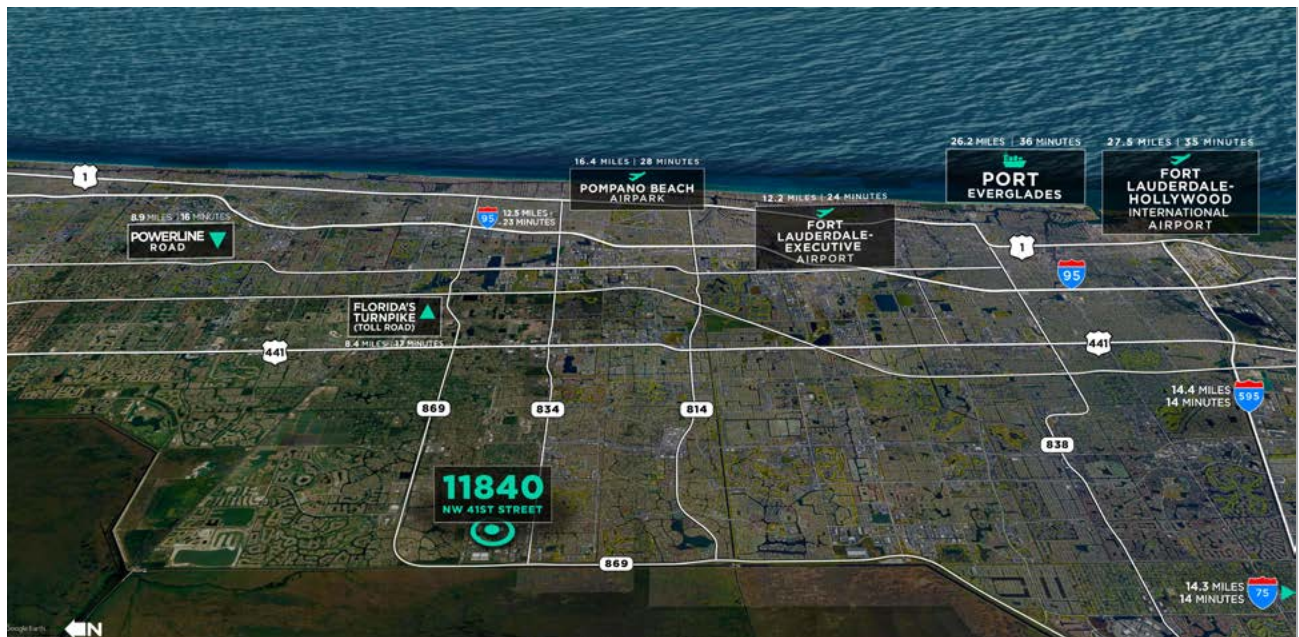 26.2 MILES | 36 MINUTES
PORT
EVERGLADES
27.5 MILES | 35 MINUTES
FORT
LAUDERDALE-
HOLLYWOOD
INTERNATIONAL
AIRPORT
16.4 MILES | 28 MINUTES
POMPANO BEACH
AIRPARK
1
12.2 MILES | 24 MINUTES
FORT
LAUDERDALE-
EXECUTIVE
AIRPORT
8.9 MILES | 16 MINUTES
POWERLINE
ROAD
95
12.5 MILES
23 MINUTES
1
95
FLORIDA'S
TURNPIKE
(TOLL ROAD)
8.4 MILES | 17 MINUTES
441
441
14.4 MILES
14 MINUTES
595
869
834
814
838
11840
NW 41ST STREET
869
14.3 MILES
14 MINUTES
75
Google Earth
N